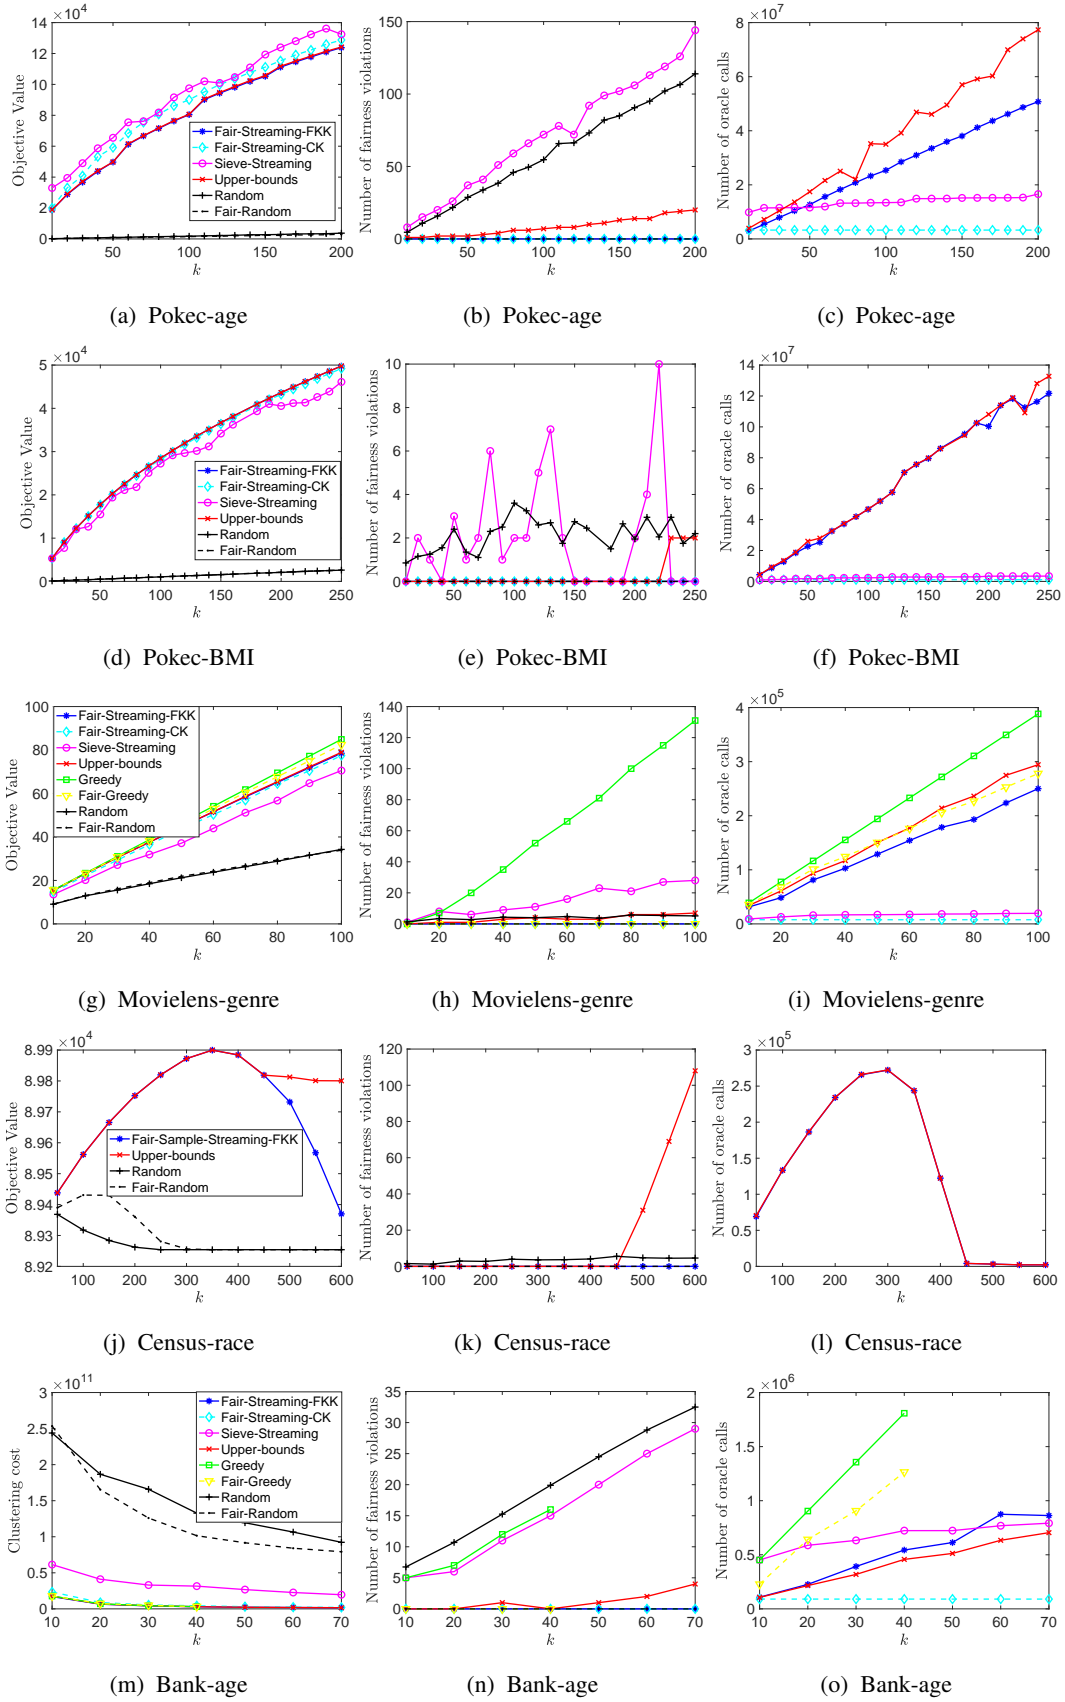 ×10⁴
14
12
10
8
6
4
2
0
50
100
150
200
k
Objective Value
Fair-Streaming-FKK
Fair-Streaming-CK
Sieve-Streaming
Upper-bounds
Random
Fair-Random
(a) Pokec-age
150
100
50
0
50
100
150
200
k
Number of fairness violations
(b) Pokec-age
×10⁷
10
8
6
4
2
0
50
100
150
200
k
Number of oracle calls
(c) Pokec-age
×10⁴
5
4
3
2
1
0
50
100
150
200
250
k
Objective Value
Fair-Streaming-FKK
Fair-Streaming-CK
Sieve-Streaming
Upper-bounds
Random
Fair-Random
(d) Pokec-BMI
10
8
6
4
2
0
50
100
150
200
250
k
Number of fairness violations
(e) Pokec-BMI
×10⁷
14
12
10
8
6
4
2
0
50
100
150
200
250
k
Number of oracle calls
(f) Pokec-BMI
100
80
60
40
20
0
20
40
60
80
100
k
Objective Value
Fair-Streaming-FKK
Fair-Streaming-CK
Sieve-Streaming
Upper-bounds
Greedy
Fair-Greedy
Random
Fair-Random
(g) Movielens-genre
140
120
100
80
60
40
20
0
20
40
60
80
100
k
Number of fairness violations
(h) Movielens-genre
×10⁵
4
3
2
1
0
20
40
60
80
100
k
Number of oracle calls
(i) Movielens-genre
×10⁴
8.99
8.98
8.97
8.96
8.95
8.94
8.93
8.92
100
200
300
400
500
600
k
Objective Value
Fair-Sample-Streaming-FKK
Upper-bounds
Random
Fair-Random
(j) Census-race
120
100
80
60
40
20
0
100
200
300
400
500
600
k
Number of fairness violations
(k) Census-race
×10⁵
3
2.5
2
1.5
1
0.5
0
100
200
300
400
500
600
k
Number of oracle calls
(l) Census-race
×10¹¹
3
2.5
2
1.5
1
0.5
0
10
20
30
40
50
60
70
k
Clustering cost
Fair-Streaming-FKK
Fair-Streaming-CK
Sieve-Streaming
Upper-bounds
Greedy
Fair-Greedy
Random
Fair-Random
(m) Bank-age
35
30
25
20
15
10
5
0
10
20
30
40
50
60
70
k
Number of fairness violations
(n) Bank-age
×10⁶
2
1.5
1
0.5
0
10
20
30
40
50
60
70
k
Number of oracle calls
(o) Bank-age